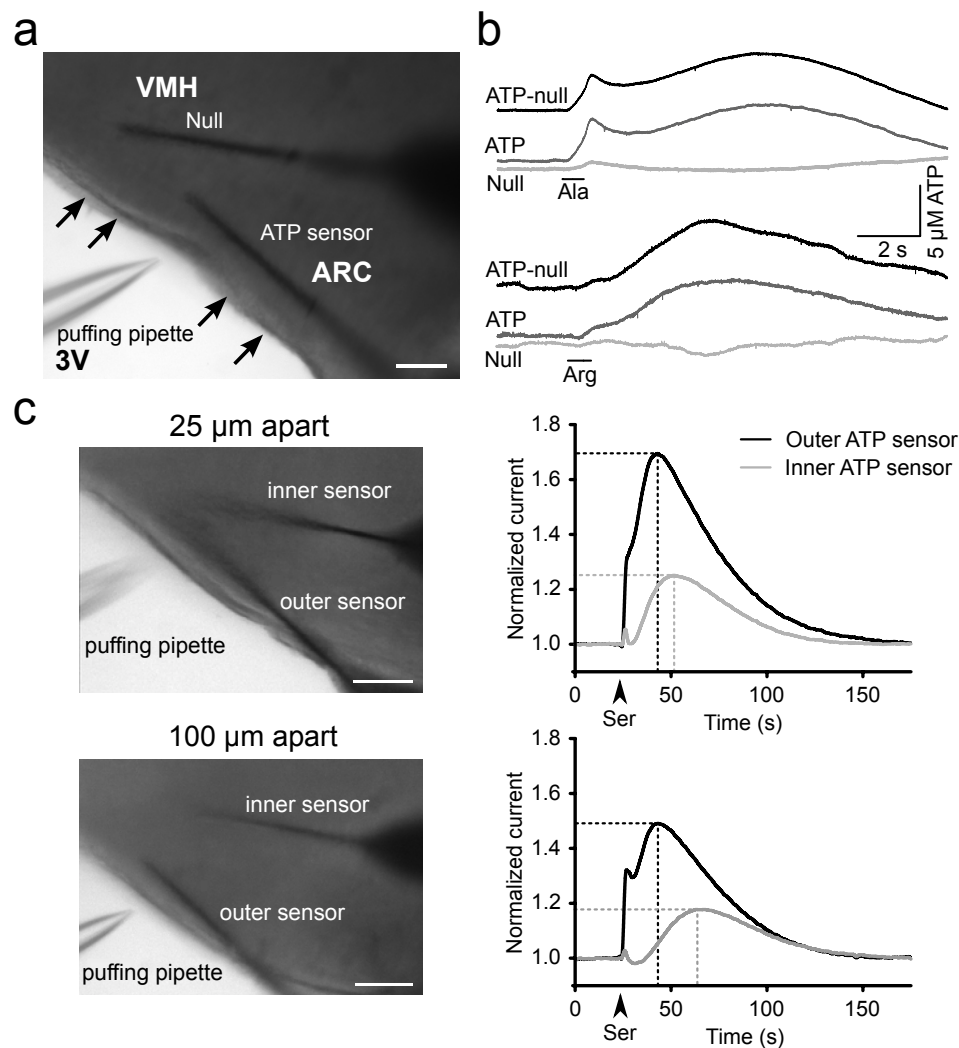 a
VMH
Null
ATP sensor
ARC
puffing pipette
3V
b
ATP-null
ATP
Null
Ala
5 µM ATP
2 s
ATP-null
ATP
Null
Arg
c
25 µm apart
inner sensor
outer sensor
puffing pipette
1.8
1.6
1.4
1.2
1.0
Normalized current
Outer ATP sensor
Inner ATP sensor
0 50 100 150
Ser
Time (s)
100 µm apart
inner sensor
outer sensor
puffing pipette
1.8
1.6
1.4
1.2
1.0
Normalized current
0 50 100 150
Ser
Time (s)